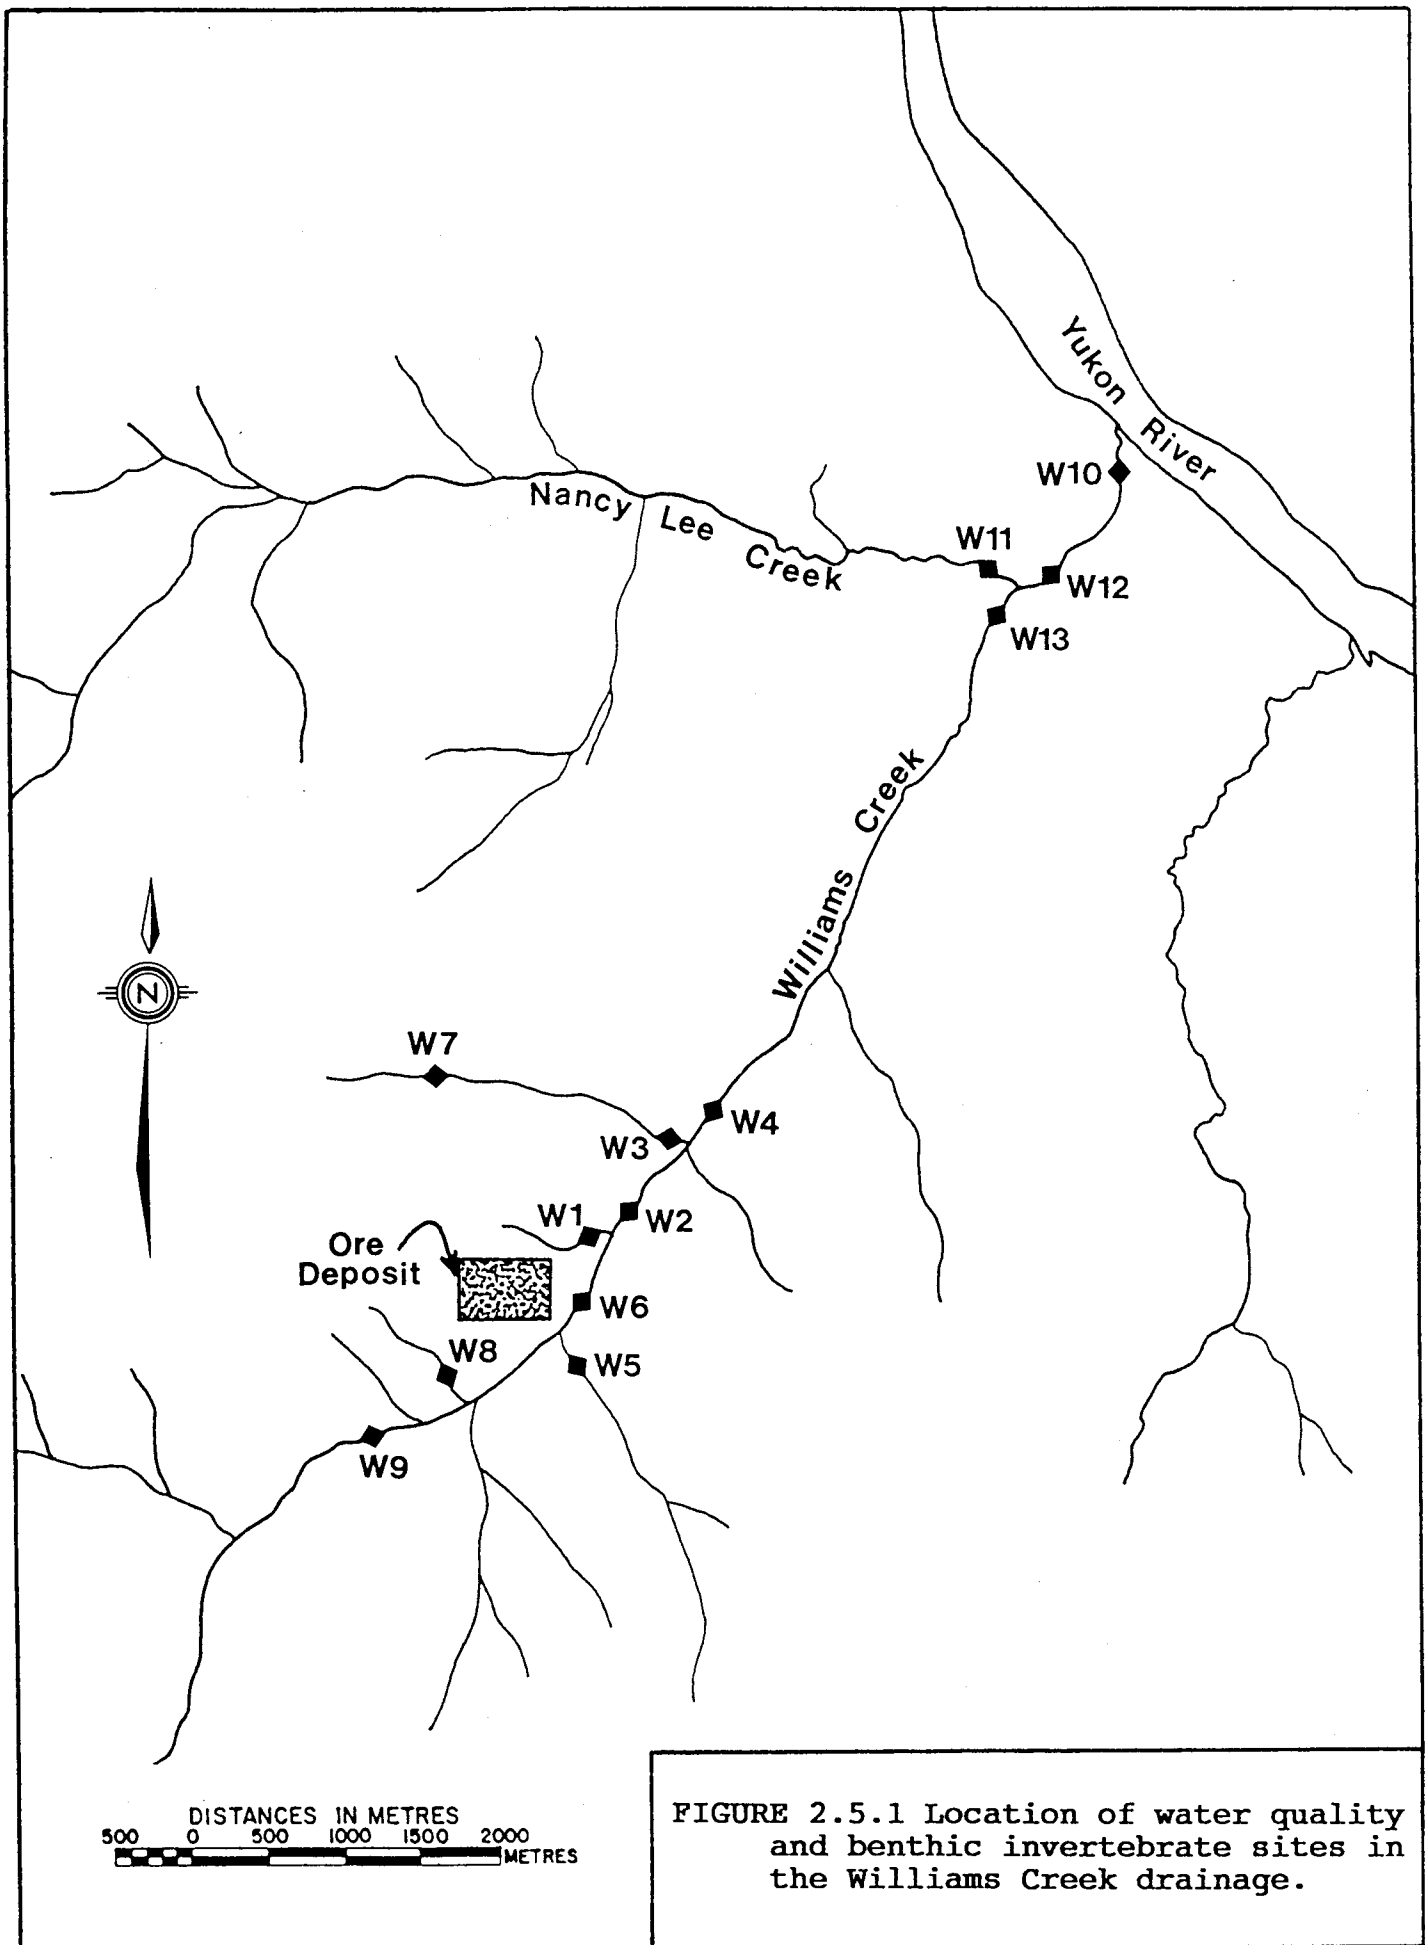 Yukon River
W10
Nancy Lee Creek
W11
W12
W13
Williams Creek
N
W7
W4
W3
W1
W2
Ore
Deposit
W6
W8
W5
W9
DISTANCES IN METRES
500 0 500 1000 1500 2000
METRES
FIGURE 2.5.1 Location of water quality
and benthic invertebrate sites in
the Williams Creek drainage.